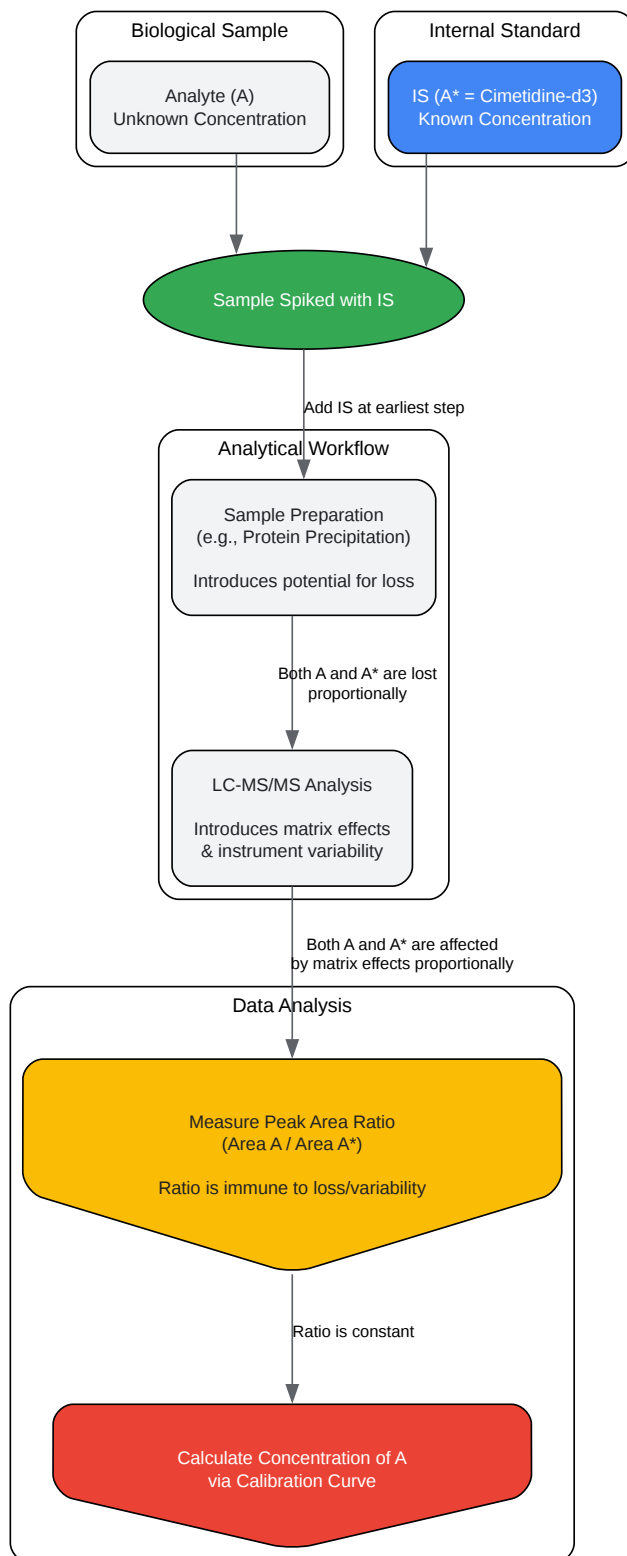 Biological Sample
Analyte (A)
Unknown Concentration
Internal Standard
IS (A* = Cimetidine-d3)
Known Concentration
Sample Spiked with IS
Add IS at earliest step
Analytical Workflow
Sample Preparation
(e.g., Protein Precipitation)
Introduces potential for loss
Both A and A* are lost
proportionally
LC-MS/MS Analysis
Introduces matrix effects
& instrument variability
Both A and A* are affected
by matrix effects proportionally
Data Analysis
Measure Peak Area Ratio
(Area A / Area A*)
Ratio is immune to loss/variability
Ratio is constant
Calculate Concentration of A
via Calibration Curve